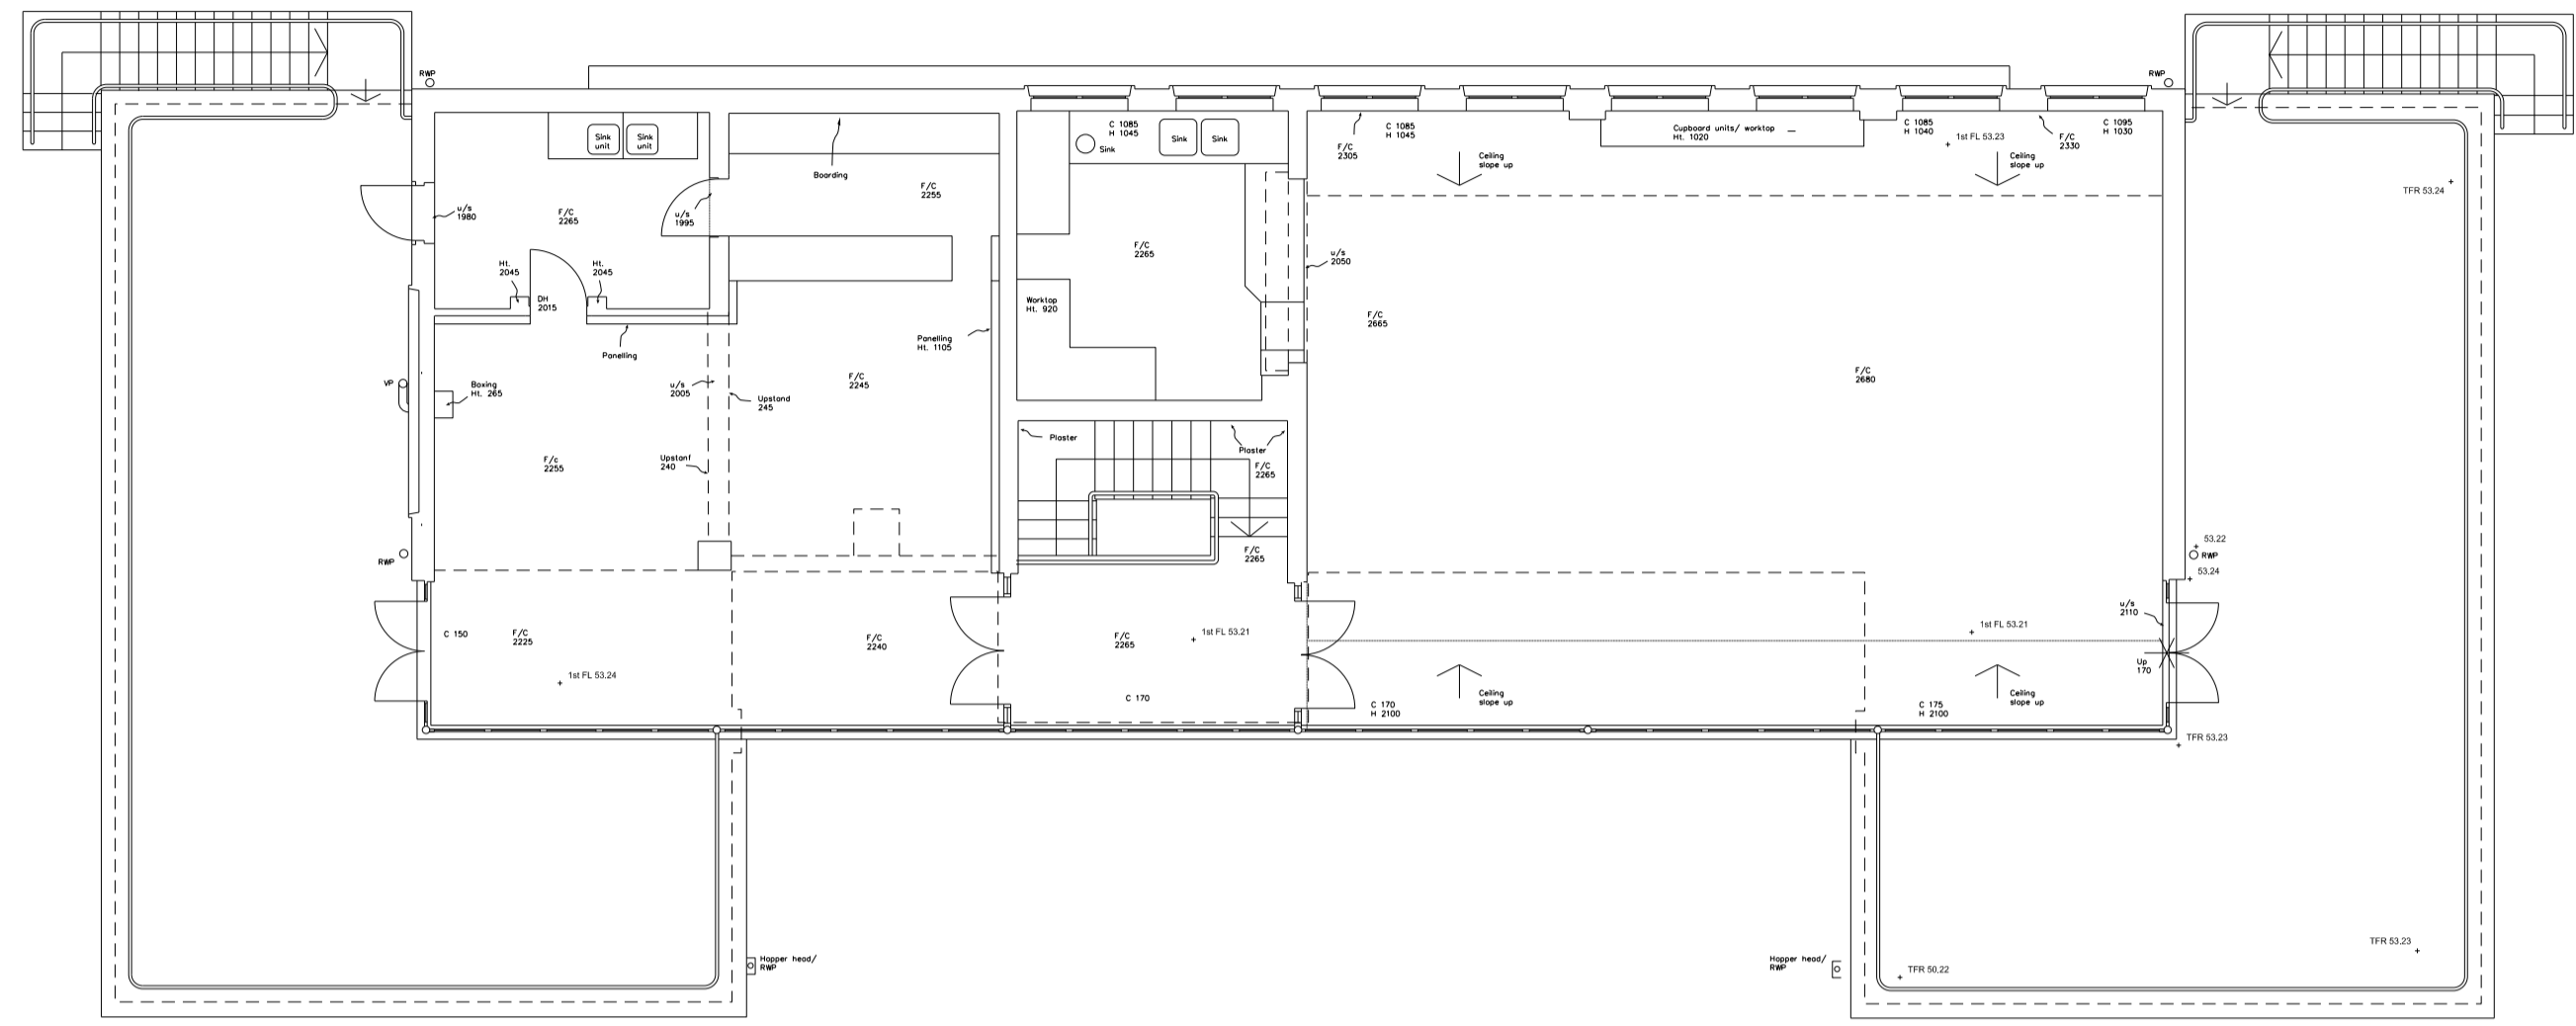 RWP
RWP
Sink
unit
Sink
unit
Boarding
F/C
2255
u/s
1980
F/C
2265
u/s
1995
Ht.
2045
Ht.
2045
DH
2015
Panelling
C 1085
H 1045
Sink
Sink
Sink
F/C
2265
Worktop
Ht. 920
Panelling
Ht. 1105
F/C
2305
C 1085
H 1045
Ceiling
slope up
Cupboard units/ worktop
Ht. 1020
C 1085
H 1040
1st FL 53.23
Ceiling
slope up
F/C
2330
C 1095
H 1030
TFR 53.24
u/s
2050
F/C
2665
F/C
2680
VP
Boxing
Ht. 265
u/s
2005
Upstand
245
F/C
2245
F/c
2255
Upstanf
240
Plaster
Plaster
F/C
2265
F/C
2265
RWP
53.22
RWP
53.24
C 150
F/C
2225
1st FL 53.24
F/C
2240
F/C
2265
1st FL 53.21
C 170
C 170
H 2100
Ceiling
slope up
1st FL 53.21
Ceiling
slope up
C 175
H 2100
u/s
2110
Up
170
TFR 53.23
Hopper head/
RWP
Hopper head/
RWP
TFR 50.22
TFR 53.23